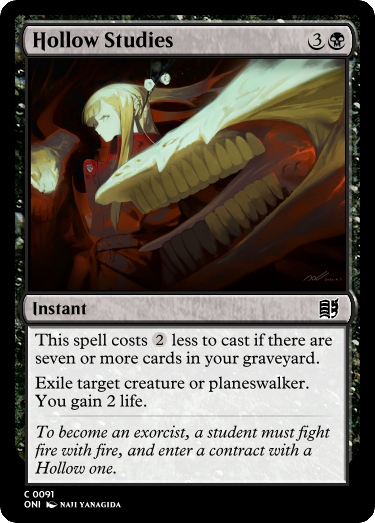 Hollow Studies 3
Instant
This spell costs 2 less to cast if there are
seven or more cards in your graveyard.
Exile target creature or planeswalker.
You gain 2 life.
To become an exorcist, a student must fight
fire with fire, and enter a contract with a
Hollow one.
C 0091
ONI NAJI YANAGIDA